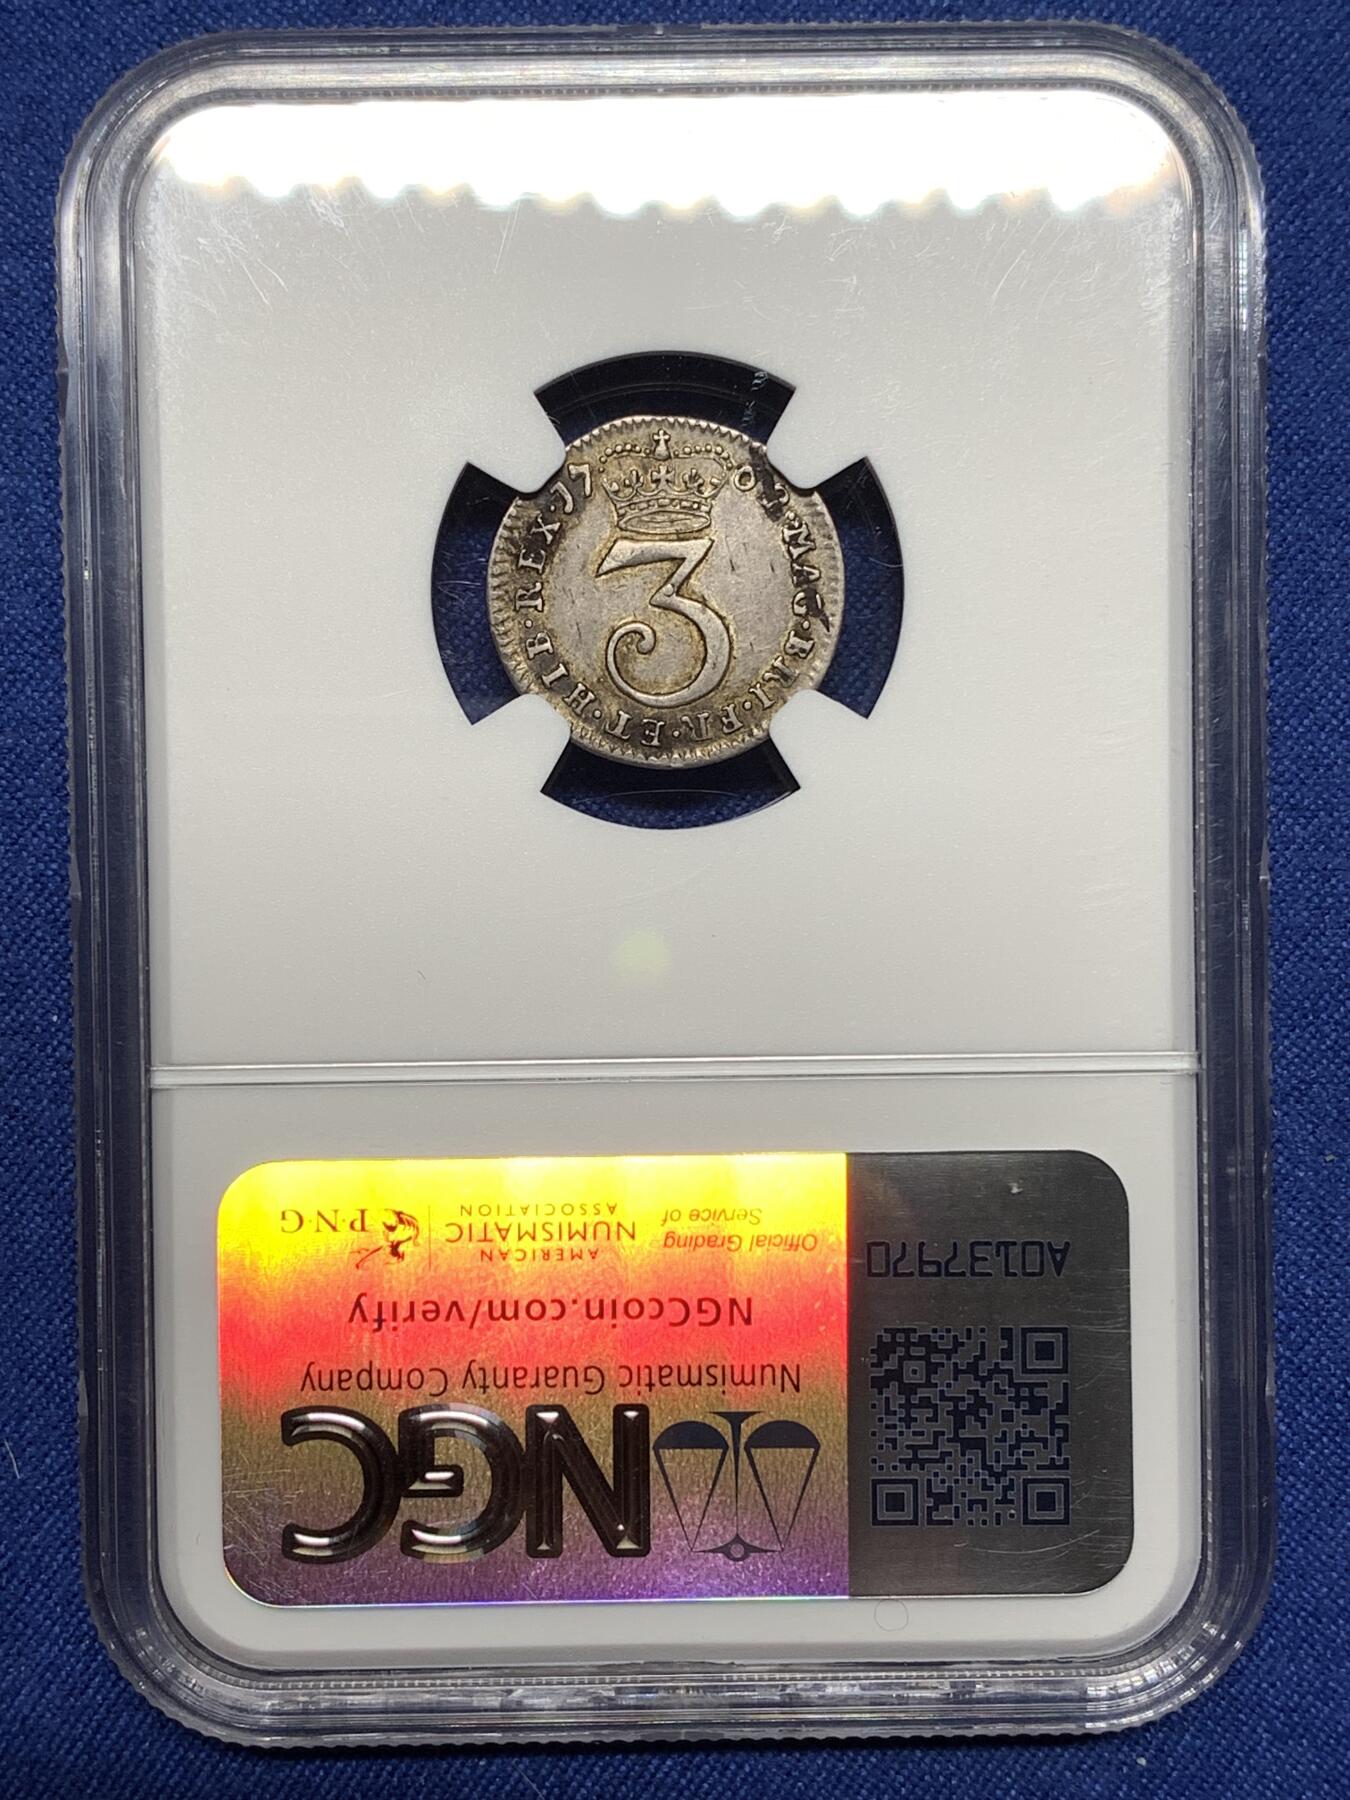 17
MAG·BRI·FR·ET·HIB·REX·
3
NGC
Numismatic Guaranty Company
NGCcoin.com/verify
Official Grading
Service of
AMERICAN
NUMISMATIC
ASSOCIATION
P·N·G
A0137970